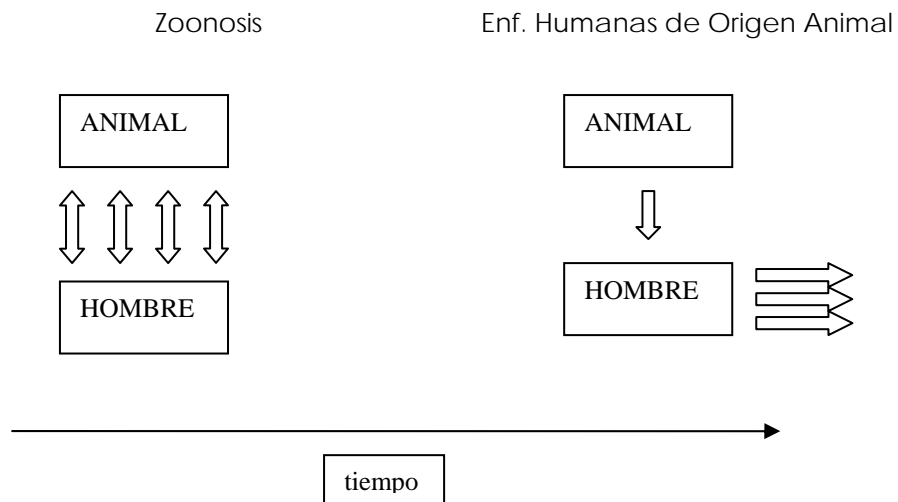 Zoonosis
Enf. Humanas de Origen Animal
ANIMAL
ANIMAL
HOMBRE
HOMBRE
tiempo